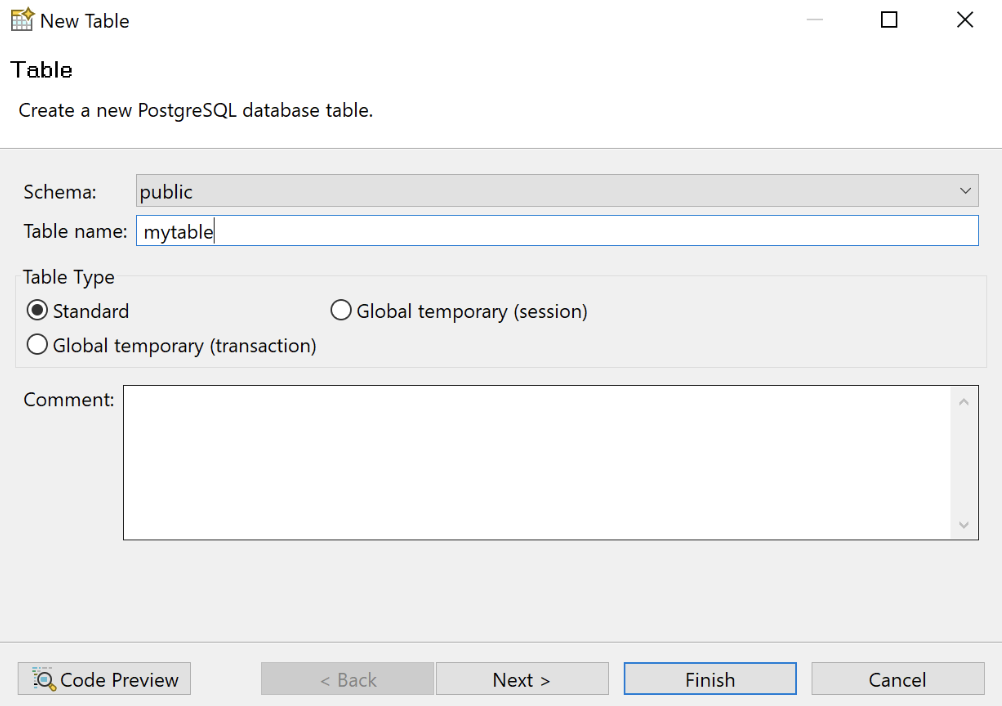 New Table
Table
Create a new PostgreSQL database table.
Schema: public
Table name: mytable
Table Type
Standard Global temporary (session)
Global temporary (transaction)
Comment:
Code Preview < Back Next > Finish Cancel